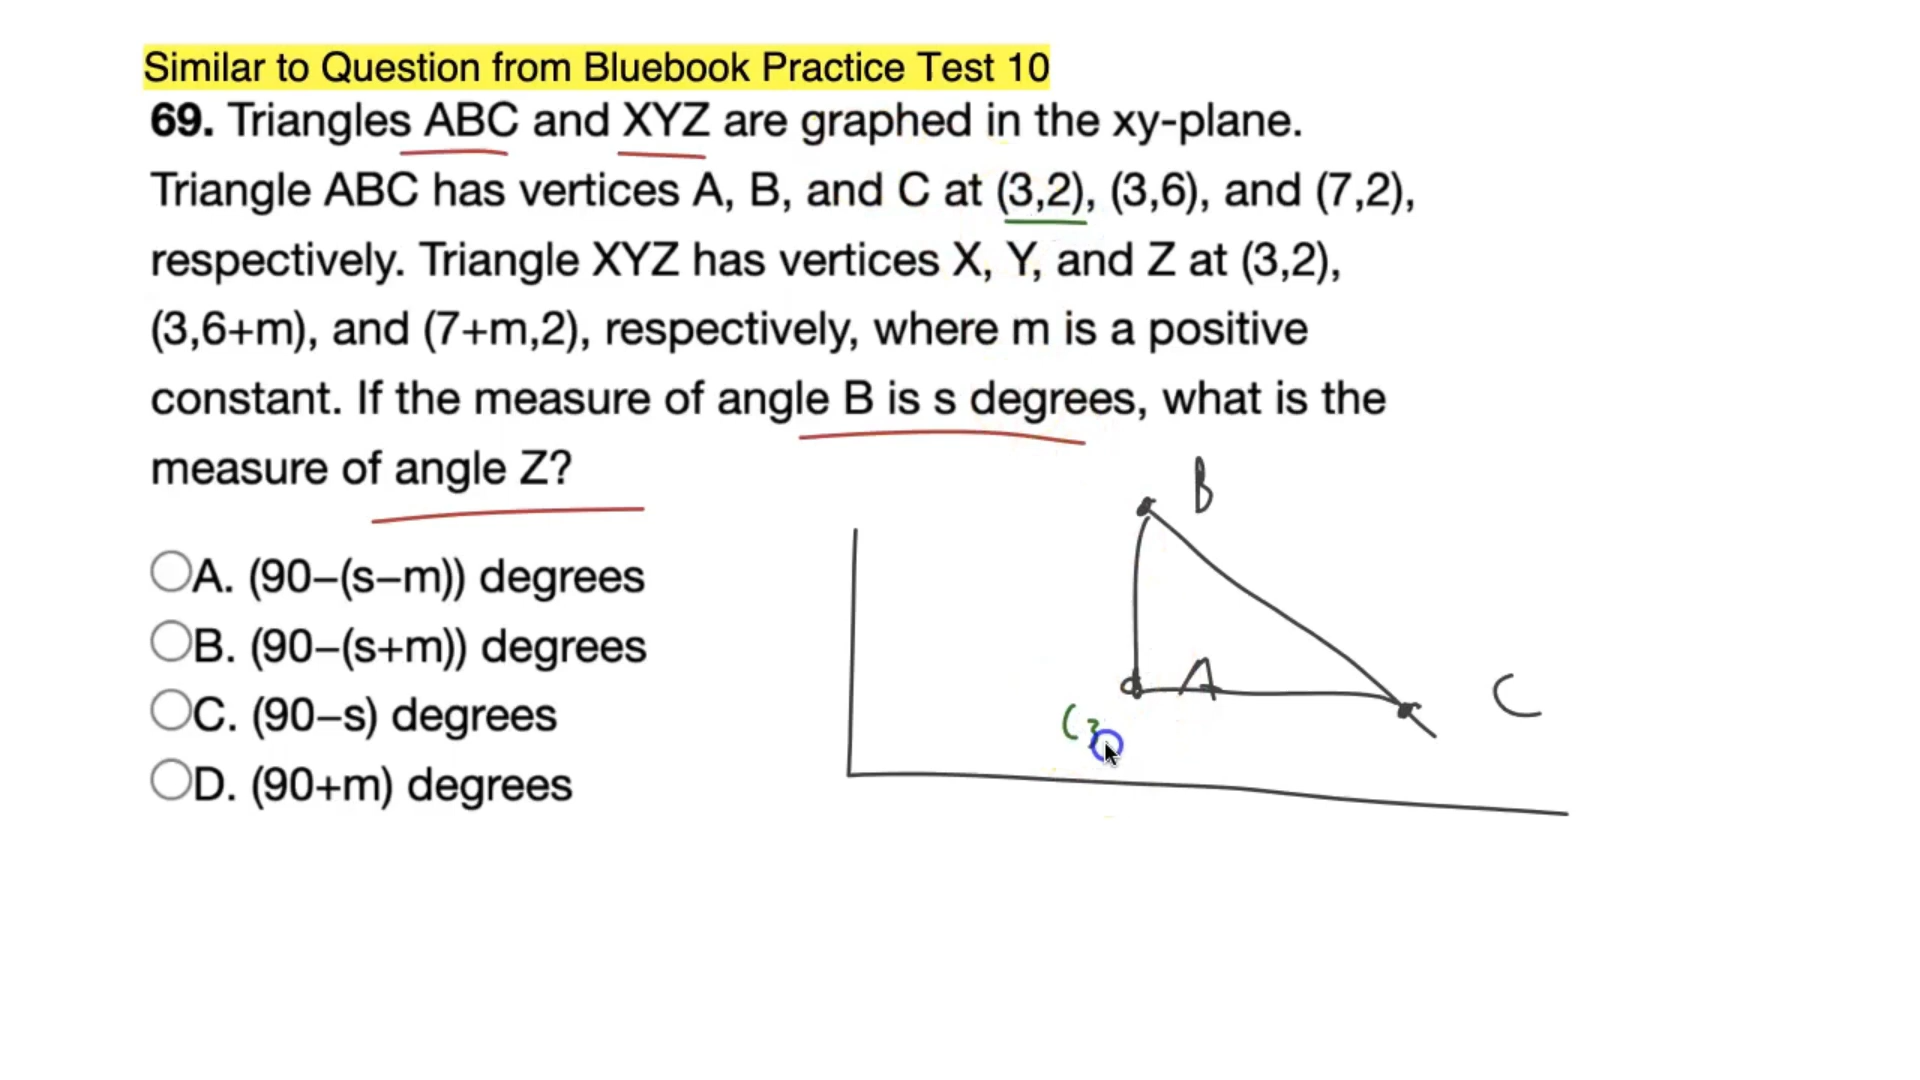 Similar to Question from Bluebook Practice Test 10
69. Triangles ABC and XYZ are graphed in the xy-plane.
Triangle ABC has vertices A, B, and C at (3,2), (3,6), and (7,2),
respectively. Triangle XYZ has vertices X, Y, and Z at (3,2),
(3,6+m), and (7+m,2), respectively, where m is a positive
constant. If the measure of angle B is s degrees, what is the
measure of angle Z?
A. (90–(s–m)) degrees
B. (90–(s+m)) degrees
C. (90–s) degrees
D. (90+m) degrees
B
A
C
(3